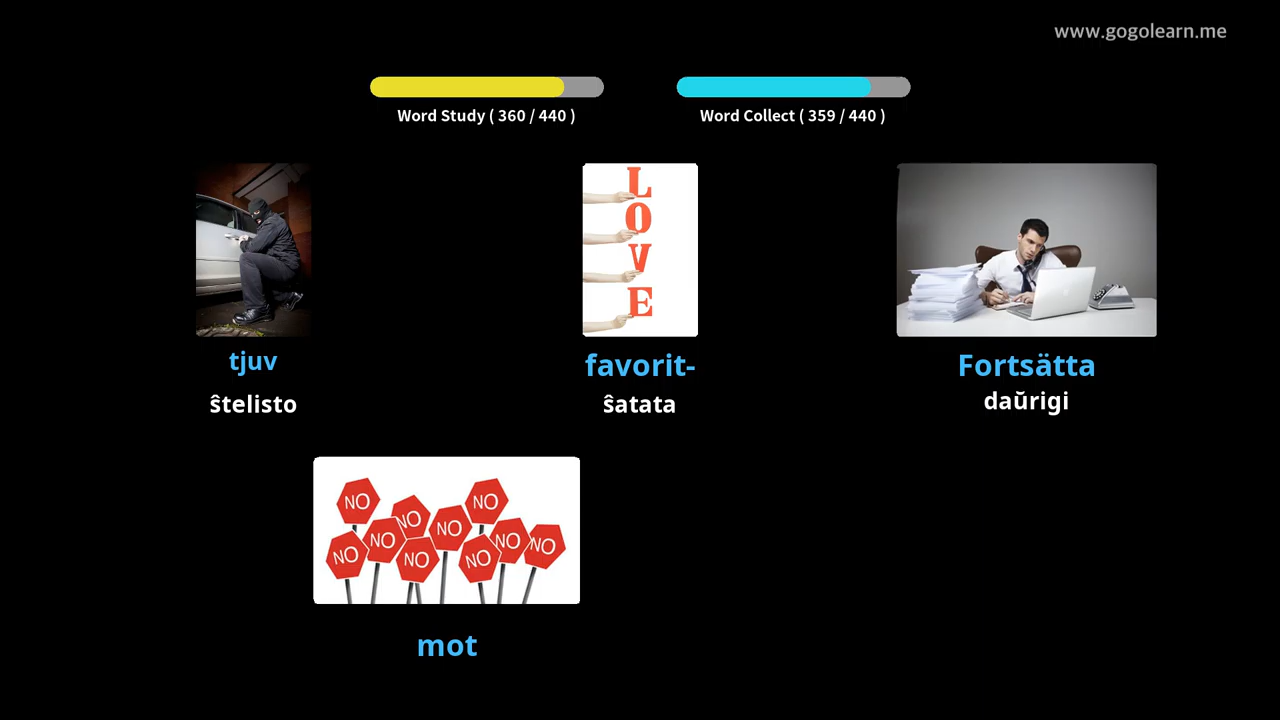 www.gogolearn.me
Word Study ( 360 / 440 )
Word Collect ( 359 / 440 )
L
O
V
E
tjuv
favorit-
Fortsätta
ŝtelisto
ŝatata
daŭrigi
NO
NO
NO
NO
NO
NO
NO
NO
NO
NO
mot